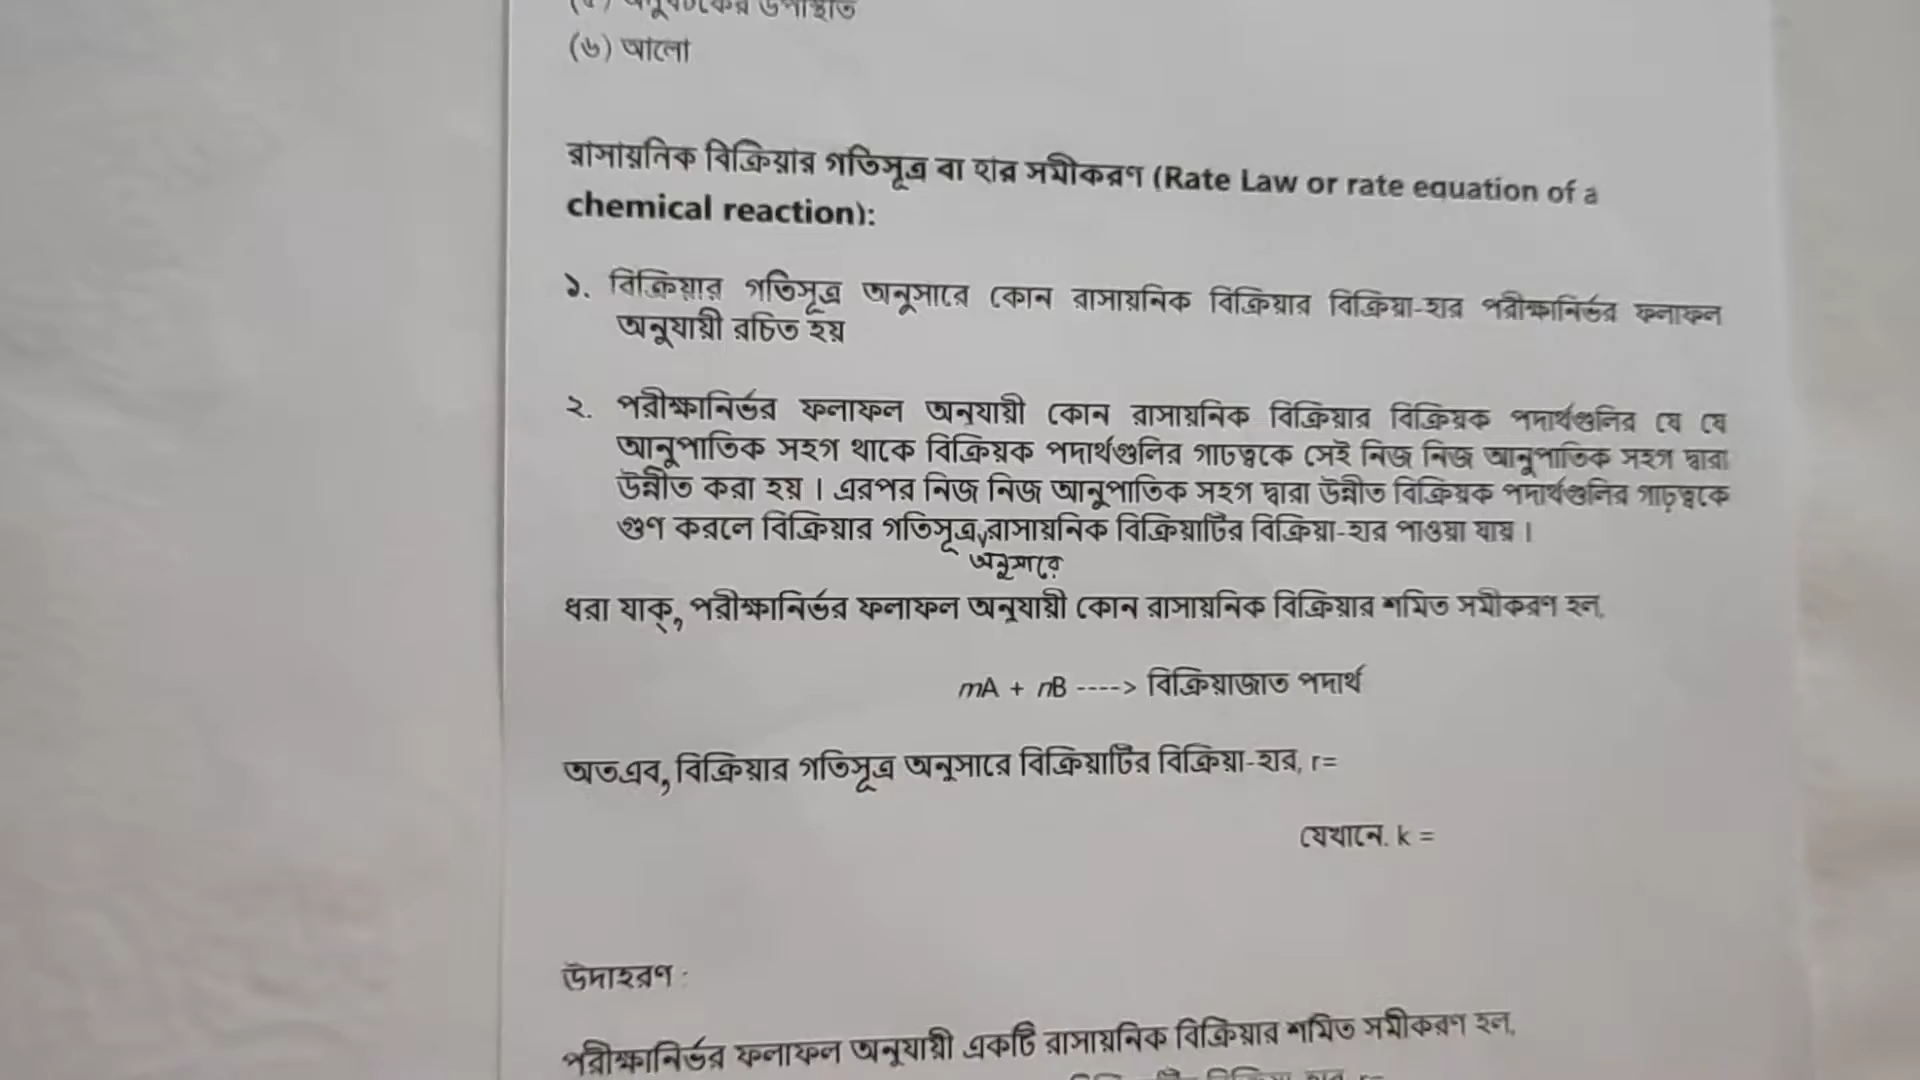 (৫) অনুঘটকের উপস্থিতি
(৬) আলো
রাসায়নিক বিক্রিয়ার গতিসূত্র বা হার সমীকরণ (Rate Law or rate equation of a
chemical reaction):
১. বিক্রিয়ার গতিসূত্র অনুসারে কোন রাসায়নিক বিক্রিয়ার বিক্রিয়া-হার পরীক্ষানির্ভর ফলাফল
অনুযায়ী রচিত হয়
২. পরীক্ষানির্ভর ফলাফল অনুযায়ী কোন রাসায়নিক বিক্রিয়ার বিক্রিয়ক পদার্থগুলির যে যে
আনুপাতিক সহগ থাকে বিক্রিয়ক পদার্থগুলির গাঢ়ত্বকে সেই নিজ নিজ আনুপাতিক সহগ দ্বারা
উন্নীত করা হয়। এরপর নিজ নিজ আনুপাতিক সহগ দ্বারা উন্নীত বিক্রিয়ক পদার্থগুলির গাঢ়ত্বকে
গুণ করলে বিক্রিয়ার গতিসূত্র রাসায়নিক বিক্রিয়াটির বিক্রিয়া-হার পাওয়া যায়।
অনুসারে
ধরা যাক্, পরীক্ষানির্ভর ফলাফল অনুযায়ী কোন রাসায়নিক বিক্রিয়ার শমিত সমীকরণ হল,
mA + nB ----> বিক্রিয়াজাত পদার্থ
অতএব, বিক্রিয়ার গতিসূত্র অনুসারে বিক্রিয়াটির বিক্রিয়া-হার, r=
যেখানে, k =
উদাহরণ :
পরীক্ষানির্ভর ফলাফল অনুযায়ী একটি রাসায়নিক বিক্রিয়ার শমিত সমীকরণ হল,